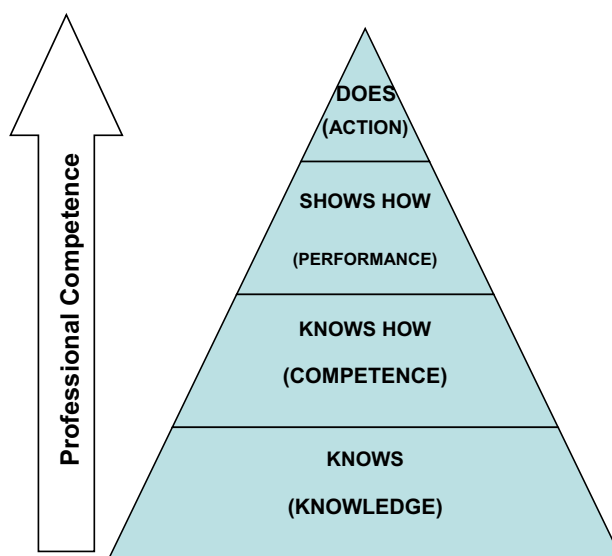 Professional Competence
DOES
(ACTION)
SHOWS HOW
(PERFORMANCE)
KNOWS HOW
(COMPETENCE)
KNOWS
(KNOWLEDGE)